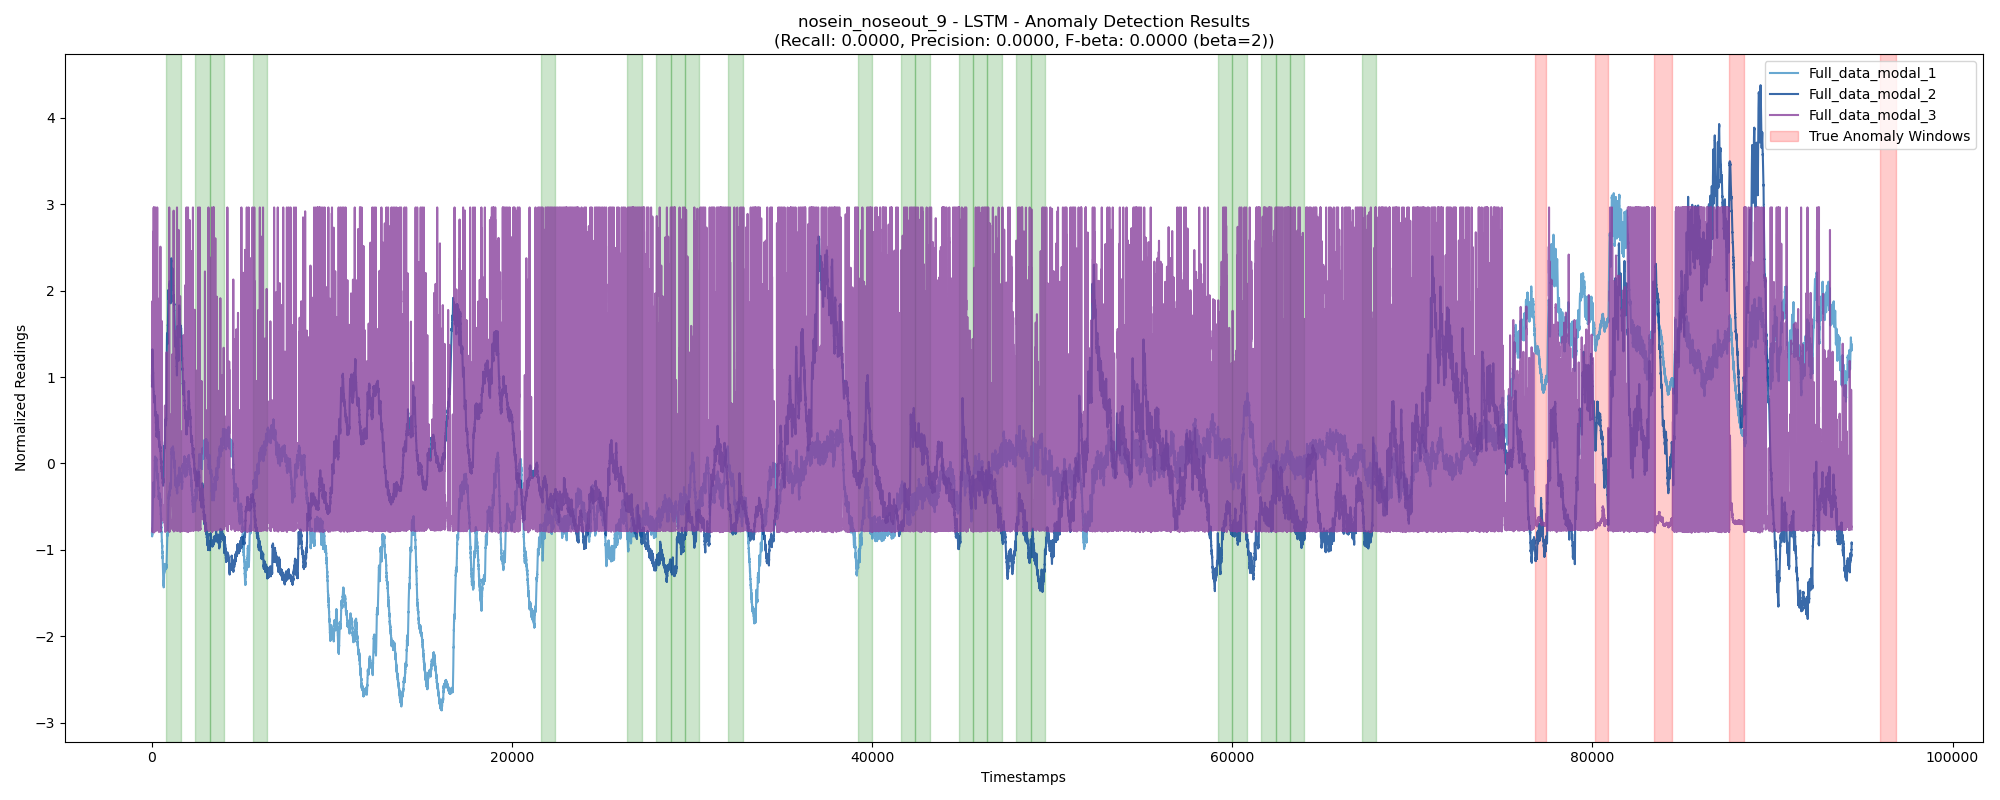 nosein_noseout_9 - LSTM - Anomaly Detection Results
(Recall: 0.0000, Precision: 0.0000, F-beta: 0.0000 (beta=2))
Full_data_modal_1
Full_data_modal_2
Full_data_modal_3
True Anomaly Windows
Normalized Readings
4
3
2
1
0
−1
−2
−3
0
20000
40000
60000
80000
100000
Timestamps